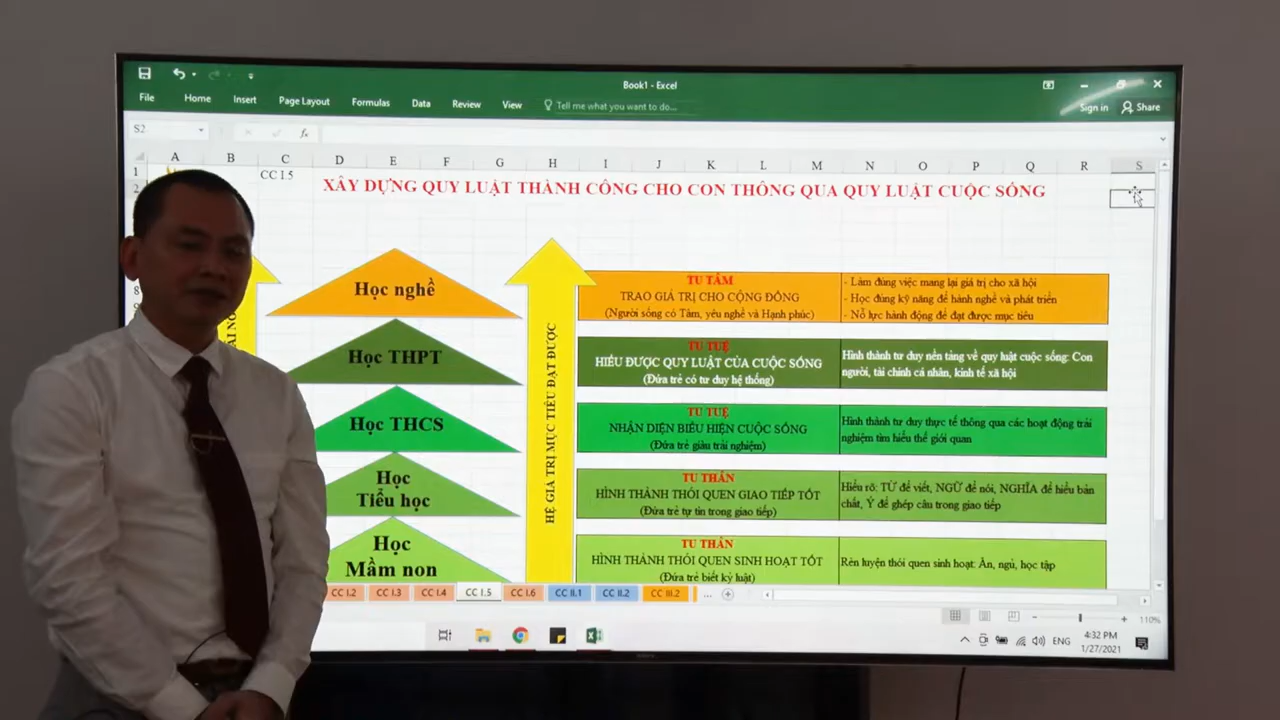 Book1 - Excel
File Home Insert Page Layout Formulas Data Review View Tell me what you want to do... Sign in Share
S2 fx
A B C D E F G H I J K L M N O P Q R S
1 CC I.5
2 XÂY DỰNG QUY LUẬT THÀNH CÔNG CHO CON THÔNG QUA QUY LUẬT CUỘC SỐNG
8
Học nghề
Học THPT
Học THCS
Học
Tiểu học
Học
Mầm non
HỆ GIÁ TRỊ MỤC TIÊU ĐẠT ĐƯỢC
TU TÂM
TRAO GIÁ TRỊ CHO CỘNG ĐỒNG
(Người sống có Tâm, yêu nghề và Hạnh phúc)
- Làm đúng việc mang lại giá trị cho xã hội
- Học đúng kỹ năng để hành nghề và phát triển
- Nỗ lực hành động để đạt được mục tiêu
TU TUỆ
HIỂU ĐƯỢC QUY LUẬT CỦA CUỘC SỐNG
(Đứa trẻ có tư duy hệ thống)
Hình thành tư duy nền tảng về quy luật cuộc sống: Con
người, tài chính cá nhân, kinh tế xã hội
TU TUỆ
NHẬN DIỆN BIỂU HIỆN CUỘC SỐNG
(Đứa trẻ giàu trải nghiệm)
Hình thành tư duy thực tế thông qua các hoạt động trải
nghiệm tìm hiểu thế giới quan
TU THÂN
HÌNH THÀNH THÓI QUEN GIAO TIẾP TỐT
(Đứa trẻ tự tin trong giao tiếp)
Hiểu rõ: TỪ để viết, NGỮ để nói, NGHĨA để hiểu bản
chất, Ý để ghép câu trong giao tiếp
TU THÂN
HÌNH THÀNH THÓI QUEN SINH HOẠT TỐT
(Đứa trẻ biết kỷ luật)
Rèn luyện thói quen sinh hoạt: Ăn, ngủ, học tập
CC I.2 CC I.3 CC I.4 CC I.5 CC I.6 CC II.1 CC II.2 CC III.2 ...
110%
ENG 4:32 PM
1/27/2021